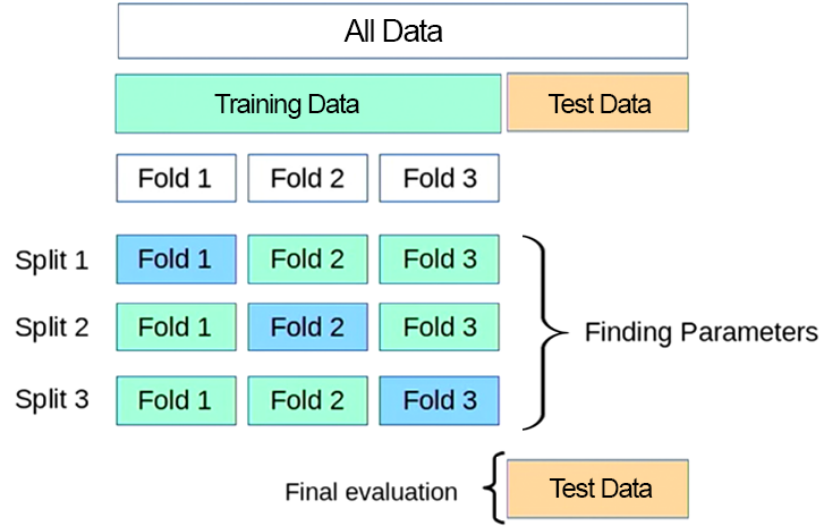 All Data
Training Data Test Data
Fold 1 Fold 2 Fold 3
Split 1 Fold 1 Fold 2 Fold 3
Split 2 Fold 1 Fold 2 Fold 3 Finding Parameters
Split 3 Fold 1 Fold 2 Fold 3
Final evaluation Test Data